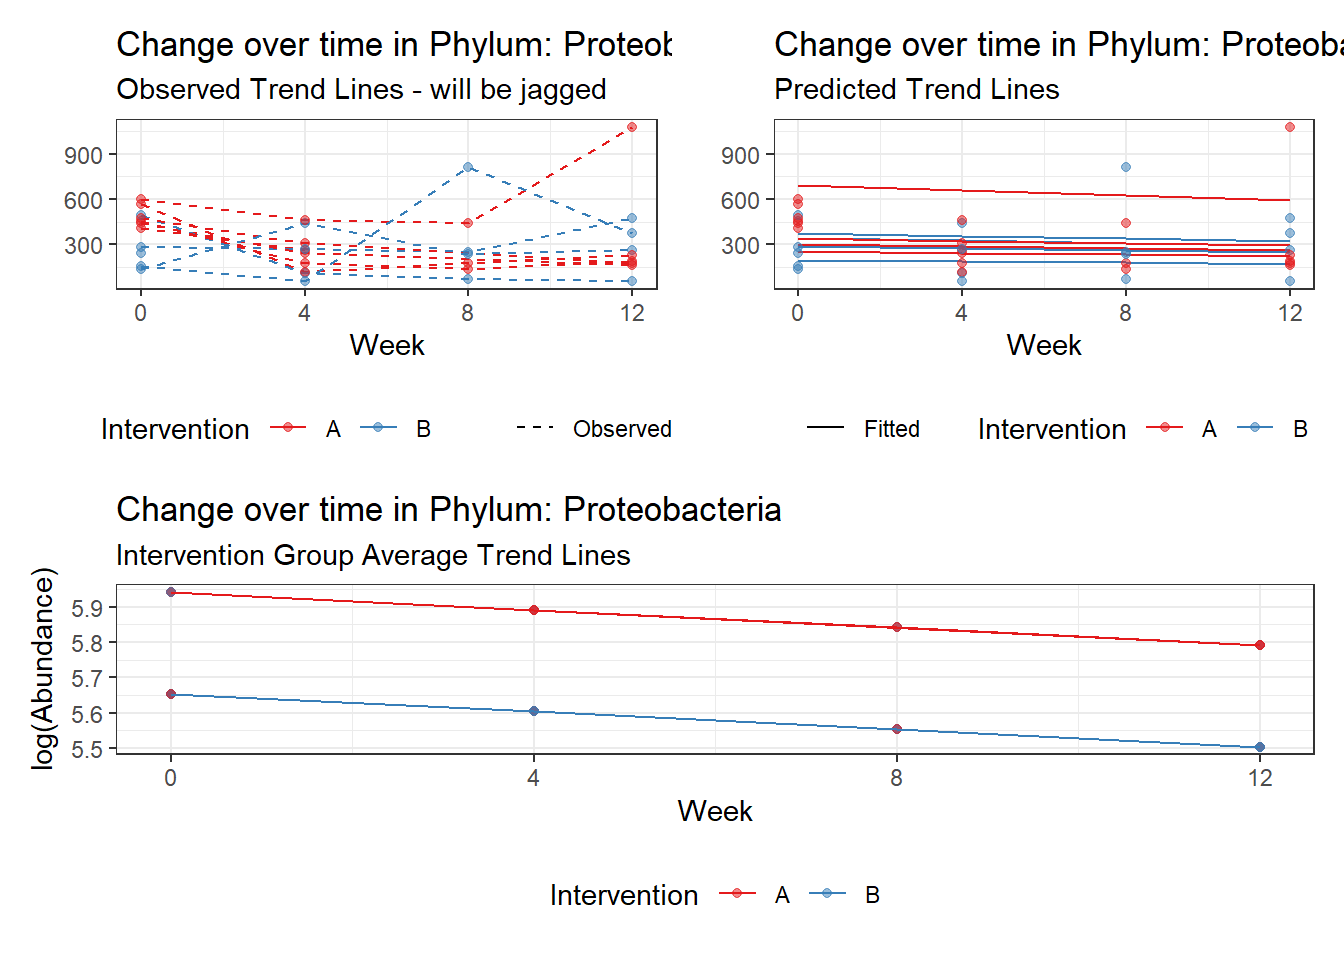 Change over time in Phylum: Proteob
Observed Trend Lines - will be jagged
900
600
300
0 4 8 12
Week
Intervention A B Observed
Change over time in Phylum: Proteoba
Predicted Trend Lines
900
600
300
0 4 8 12
Week
Fitted Intervention A B
Change over time in Phylum: Proteobacteria
Intervention Group Average Trend Lines
log(Abundance)
5.9
5.8
5.7
5.6
5.5
0 4 8 12
Week
Intervention A B